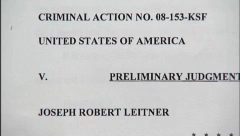 CRIMINAL ACTION NO. 08-153-KSF
UNITED STATES OF AMERICA
V. PRELIMINARY JUDGMENT
JOSEPH ROBERT LEITNER
* * * *